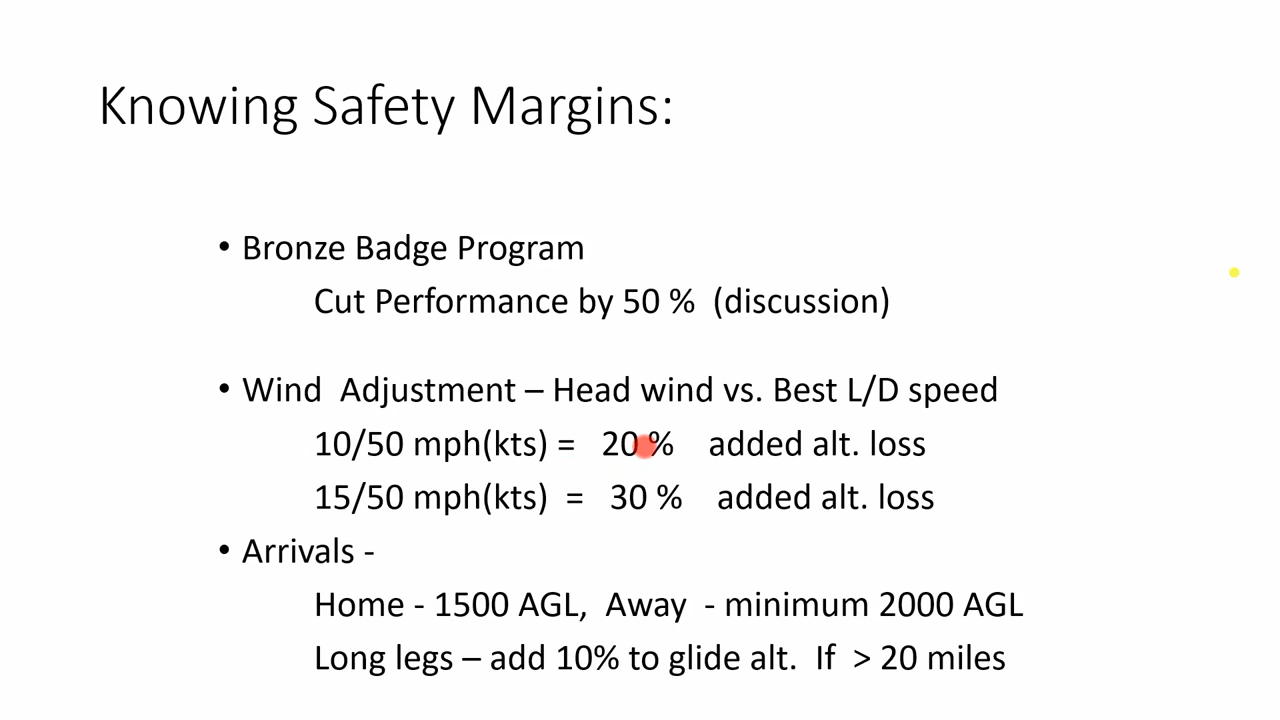 Knowing Safety Margins:
• Bronze Badge Program
Cut Performance by 50 % (discussion)
• Wind Adjustment – Head wind vs. Best L/D speed
10/50 mph(kts) = 20 % added alt. loss
15/50 mph(kts) = 30 % added alt. loss
• Arrivals -
Home - 1500 AGL, Away - minimum 2000 AGL
Long legs – add 10% to glide alt. If > 20 miles